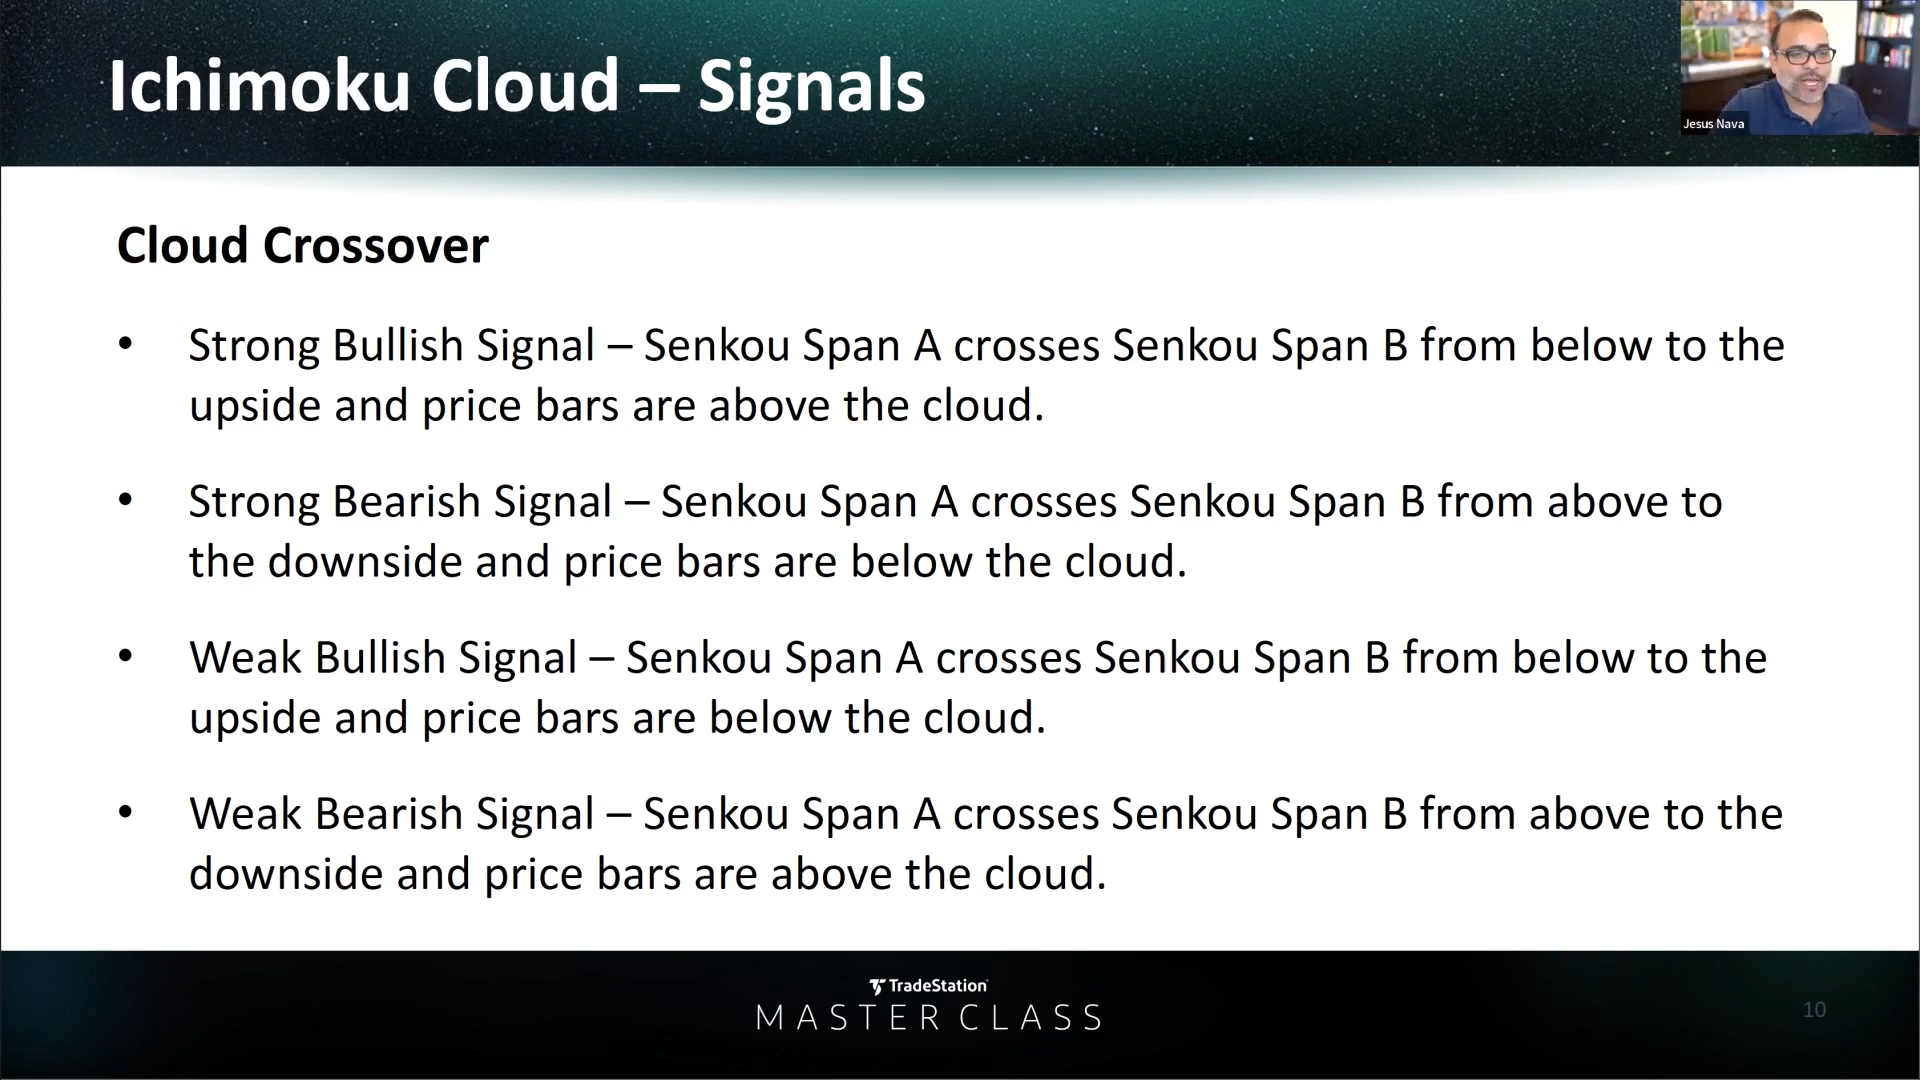 Ichimoku Cloud – Signals
Jesus Nava
Cloud Crossover
• Strong Bullish Signal – Senkou Span A crosses Senkou Span B from below to the
upside and price bars are above the cloud.
• Strong Bearish Signal – Senkou Span A crosses Senkou Span B from above to
the downside and price bars are below the cloud.
• Weak Bullish Signal – Senkou Span A crosses Senkou Span B from below to the
upside and price bars are below the cloud.
• Weak Bearish Signal – Senkou Span A crosses Senkou Span B from above to the
downside and price bars are above the cloud.
TradeStation
MASTER CLASS
10